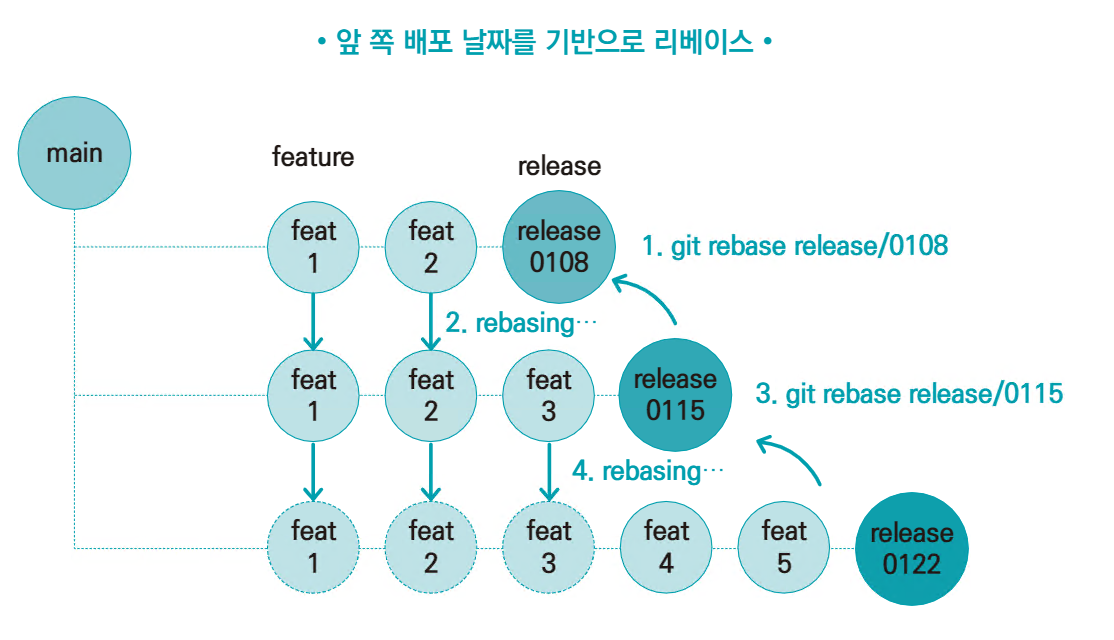 • 앞 쪽 배포 날짜를 기반으로 리베이스 •
main
feature
release
feat
1
feat
2
release
0108
1. git rebase release/0108
2. rebasing…
feat
1
feat
2
feat
3
release
0115
3. git rebase release/0115
4. rebasing…
feat
1
feat
2
feat
3
feat
4
feat
5
release
0122